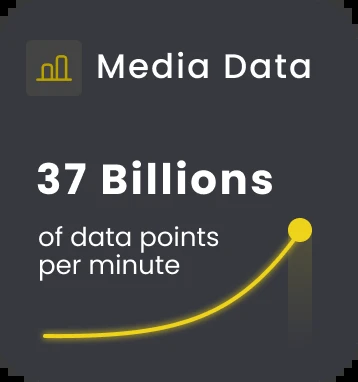 Media Data
37 Billions
of data points
per minute